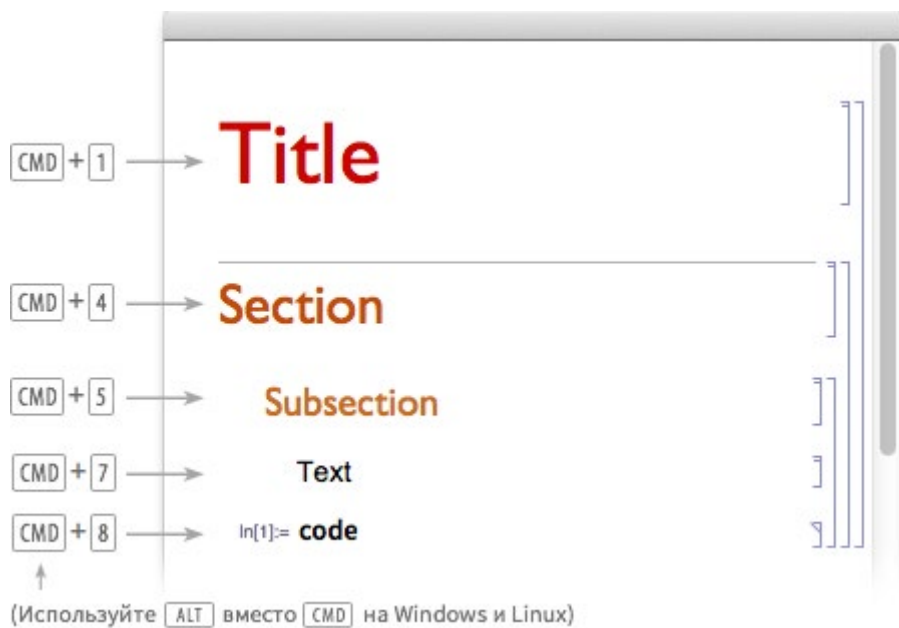 CMD + 1 Title
CMD + 4 Section
CMD + 5 Subsection
CMD + 7 Text
CMD + 8 In[1]:= code
(Используйте ALT вместо CMD на Windows и Linux)